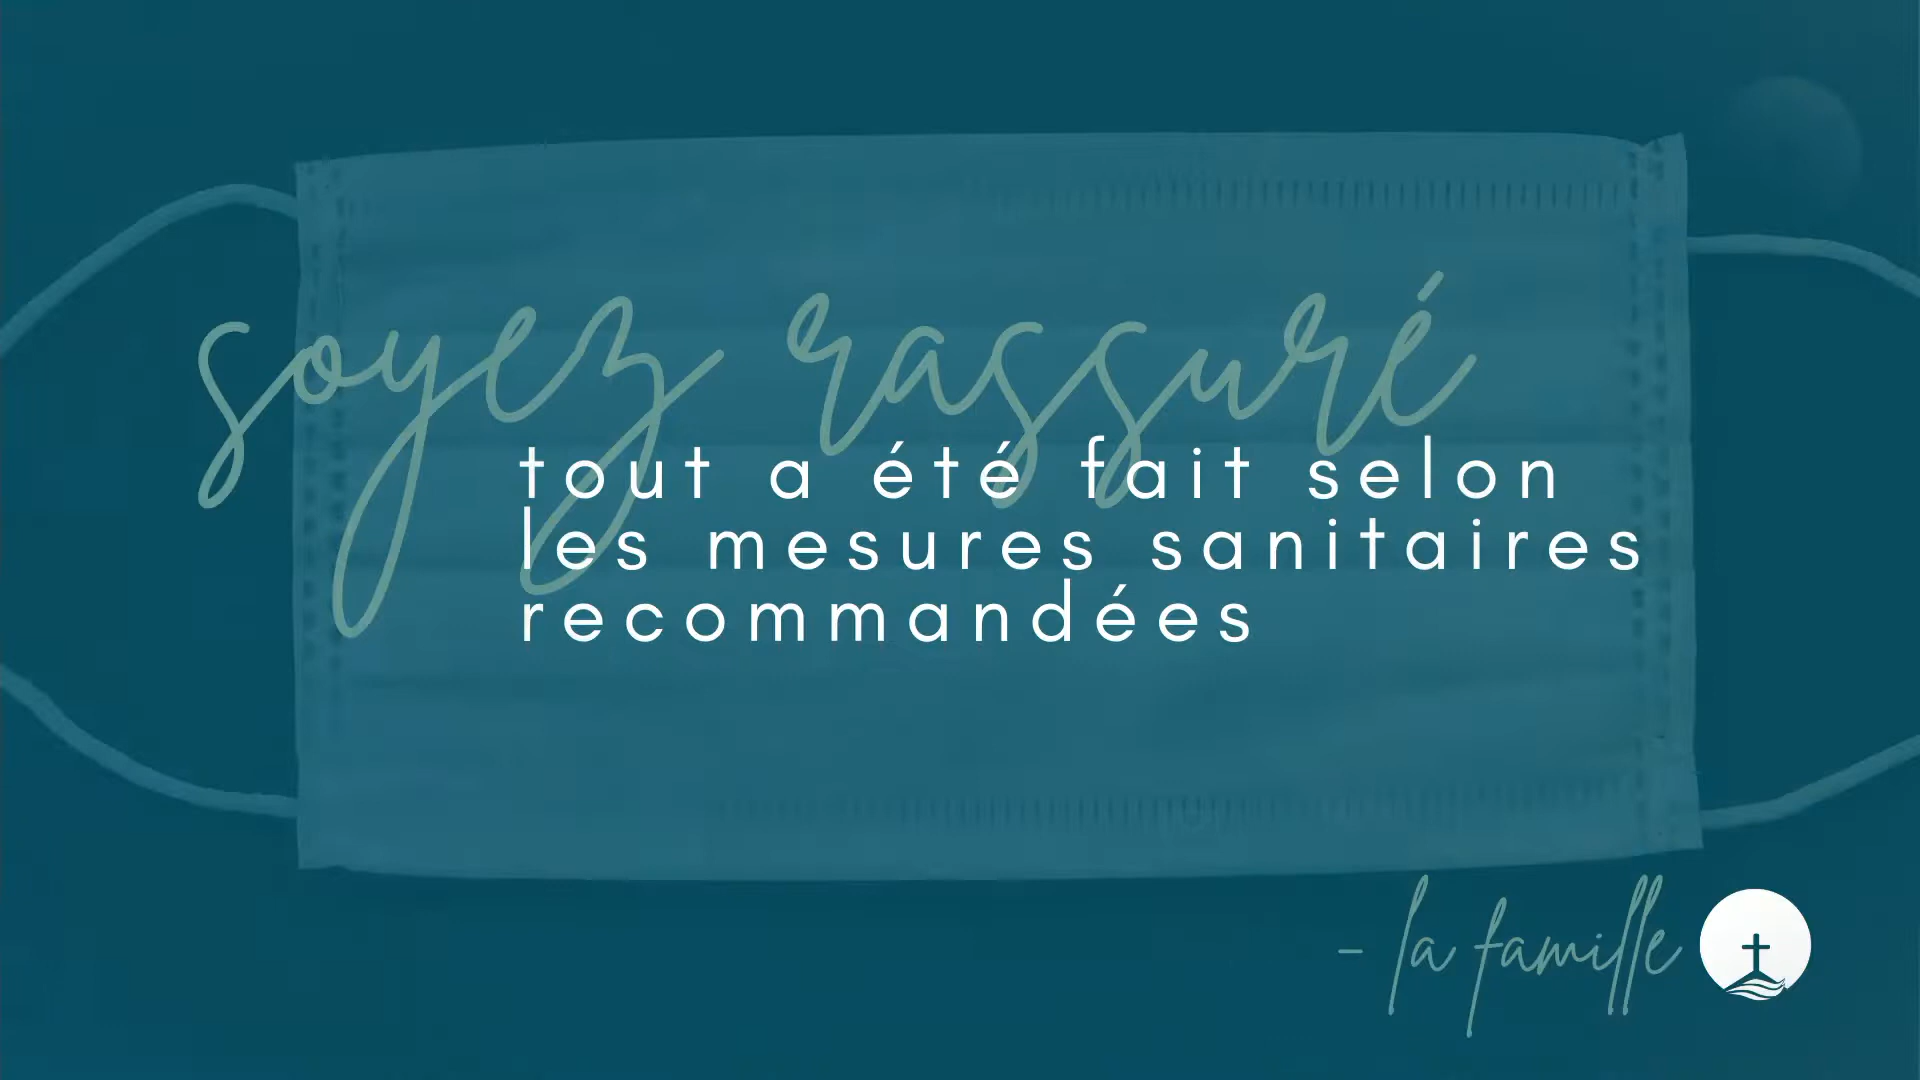 soyez rassuré
tout a été fait selon
les mesures sanitaires
recommandées
- la famille